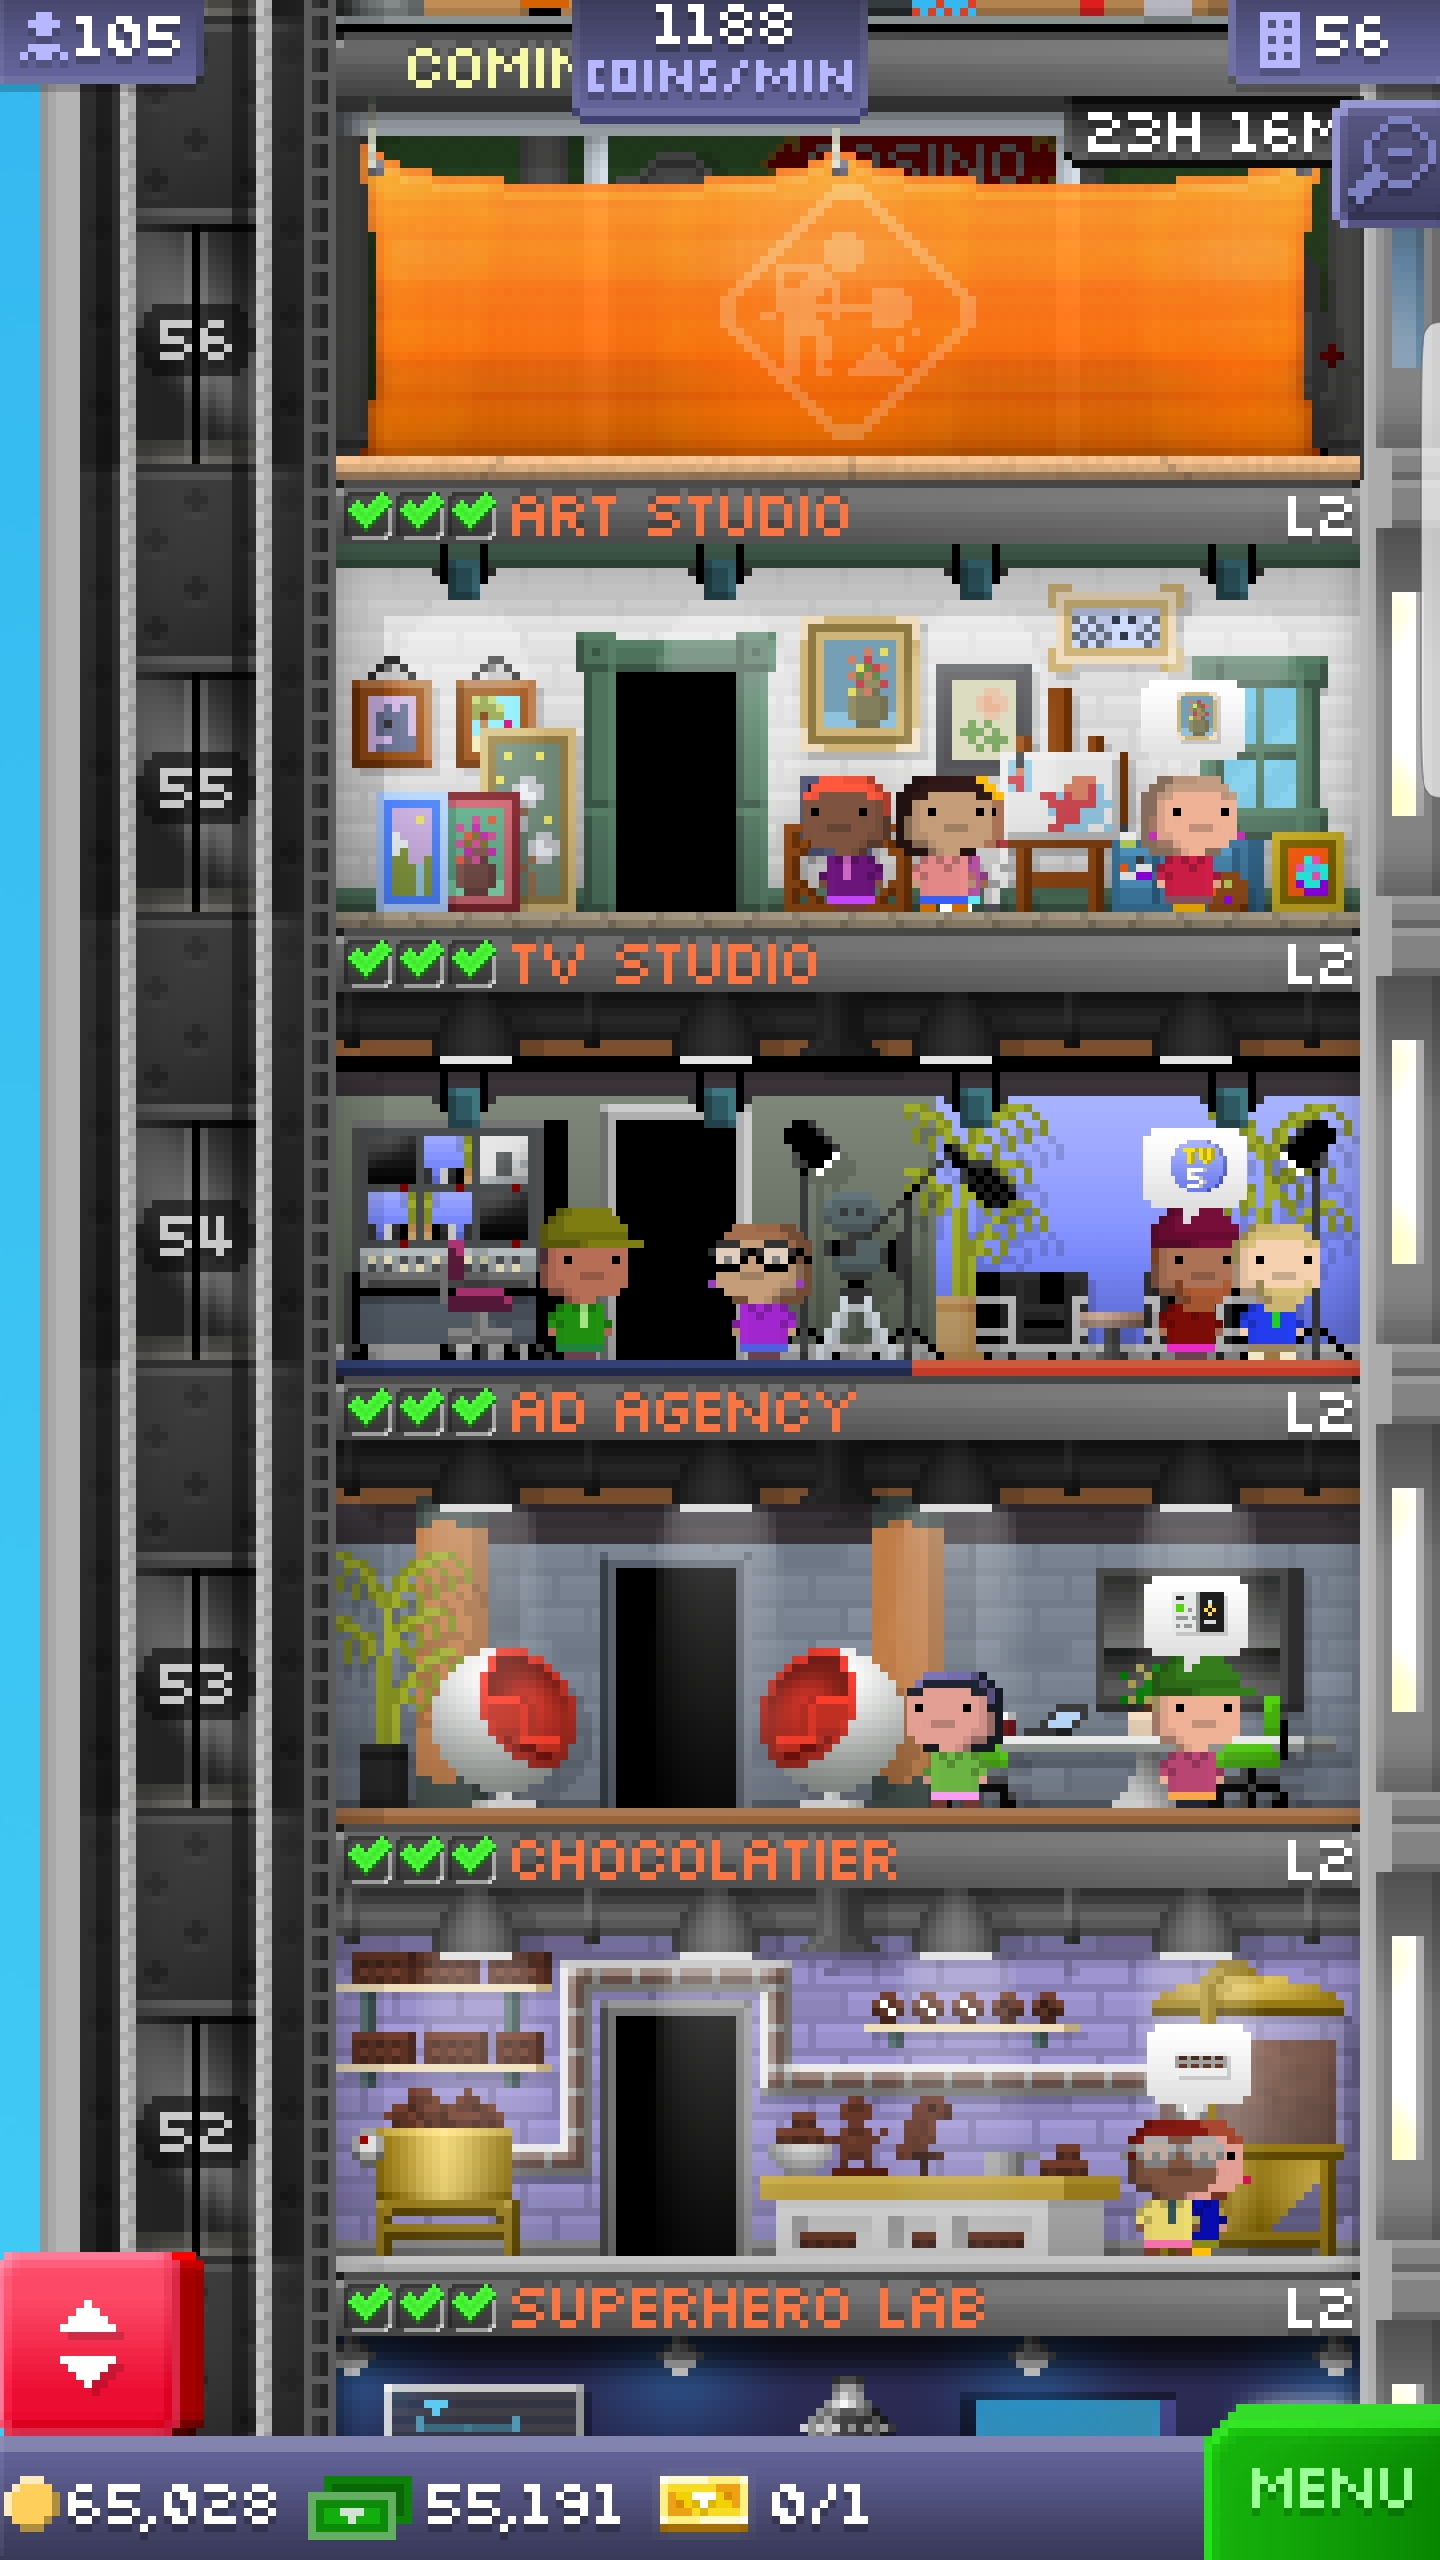 105
1188
COINS/MIN
56
COMIN
23H 16M
56
ART STUDIO
L2
55
TV STUDIO
L2
TV
5
54
AD AGENCY
L2
53
CHOCOLATIER
L2
52
SUPERHERO LAB
L2
65,028
55,191
0/1
MENU